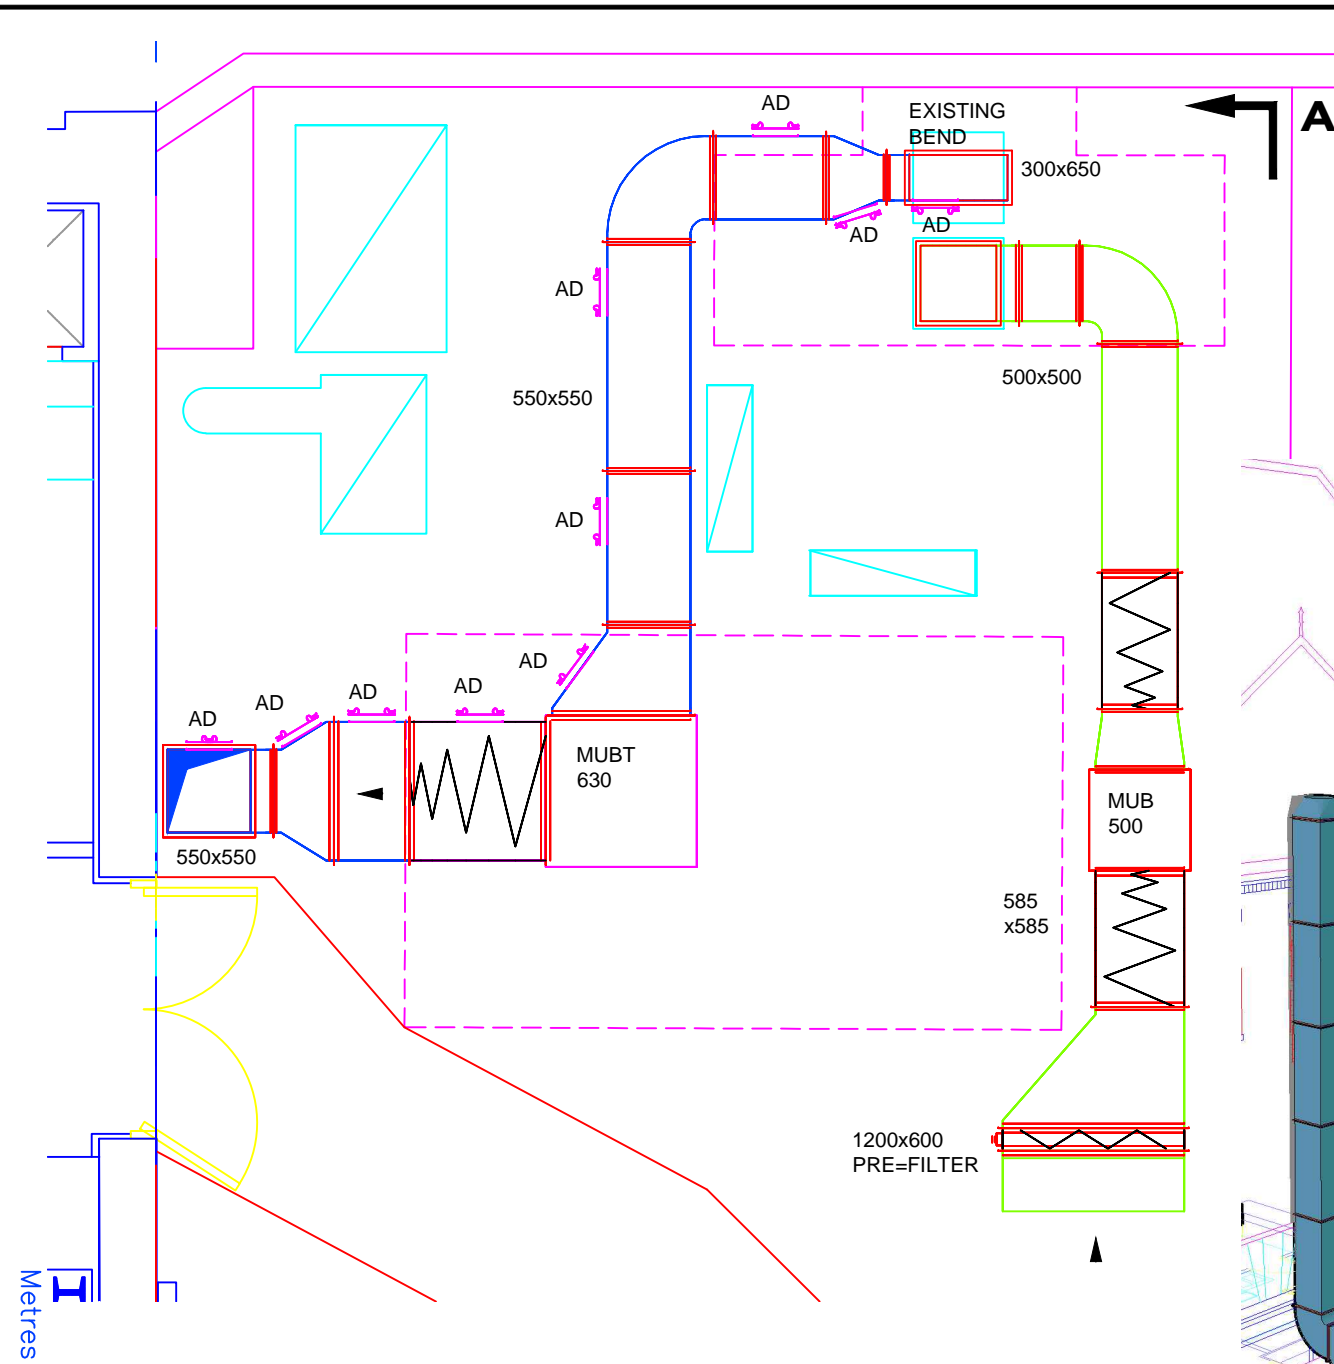 AD
EXISTING
BEND
A
300x650
AD
AD
AD
500x500
550x550
AD
AD
AD
AD
AD
AD
MUBT
630
MUB
500
550x550
585
x585
1200x600
PRE=FILTER
Metres